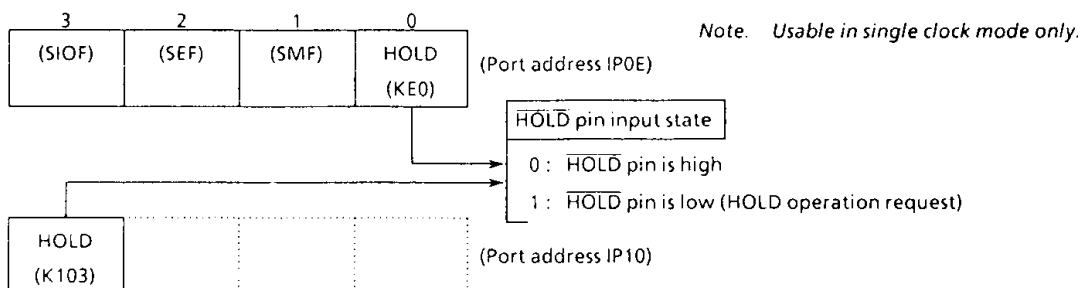 3 2 1 0
Note. Usable in single clock mode only.
(SIOF) (SEF) (SMF) HOLD
(KE0)
(Port address IP0E)
HOLD pin input state
0 : HOLD pin is high
1 : HOLD pin is low (HOLD operation request)
HOLD
(K103)
(Port address IP10)